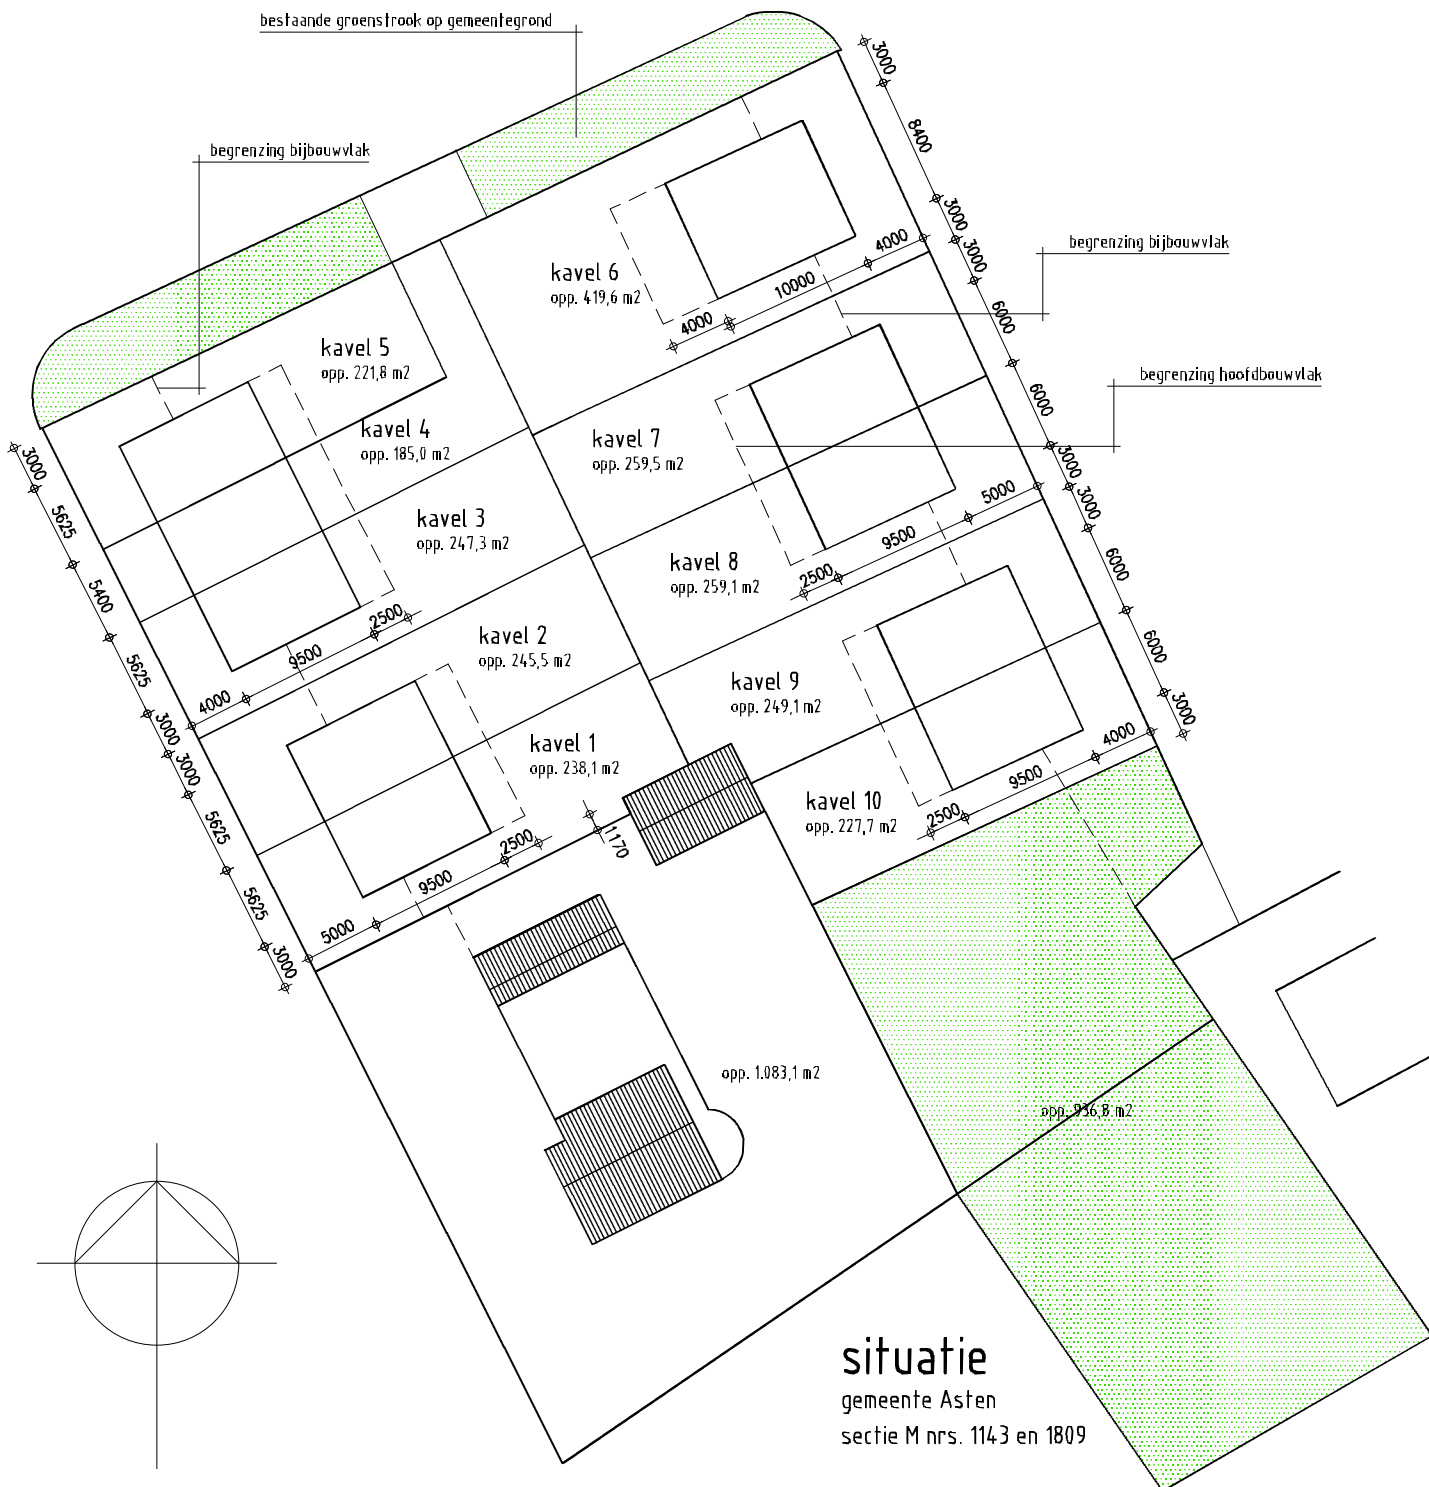 bestaande groenstrook op gemeentegrond
begrenzing bijbouwvlak
3000
8400
3000
3000
6000
6000
3000
3000
6000
6000
3000
begrenzing bijbouwvlak
begrenzing hoofdbouwvlak
kavel 6
opp. 419,6 m2
4000
10000
4000
kavel 5
opp. 221,8 m2
kavel 4
opp. 185,0 m2
kavel 7
opp. 259,5 m2
kavel 3
opp. 247,3 m2
5000
9500
2500
kavel 8
opp. 259,1 m2
3000
5625
5400
5625
3000
3000
5625
5625
3000
2500
9500
4000
kavel 2
opp. 245,5 m2
kavel 9
opp. 249,1 m2
kavel 1
opp. 238,1 m2
4000
9500
2500
kavel 10
opp. 227,7 m2
1170
2500
9500
5000
opp. 1.083,1 m2
opp. 936,8 m2
situatie
gemeente Asten
sectie M nrs. 1143 en 1809